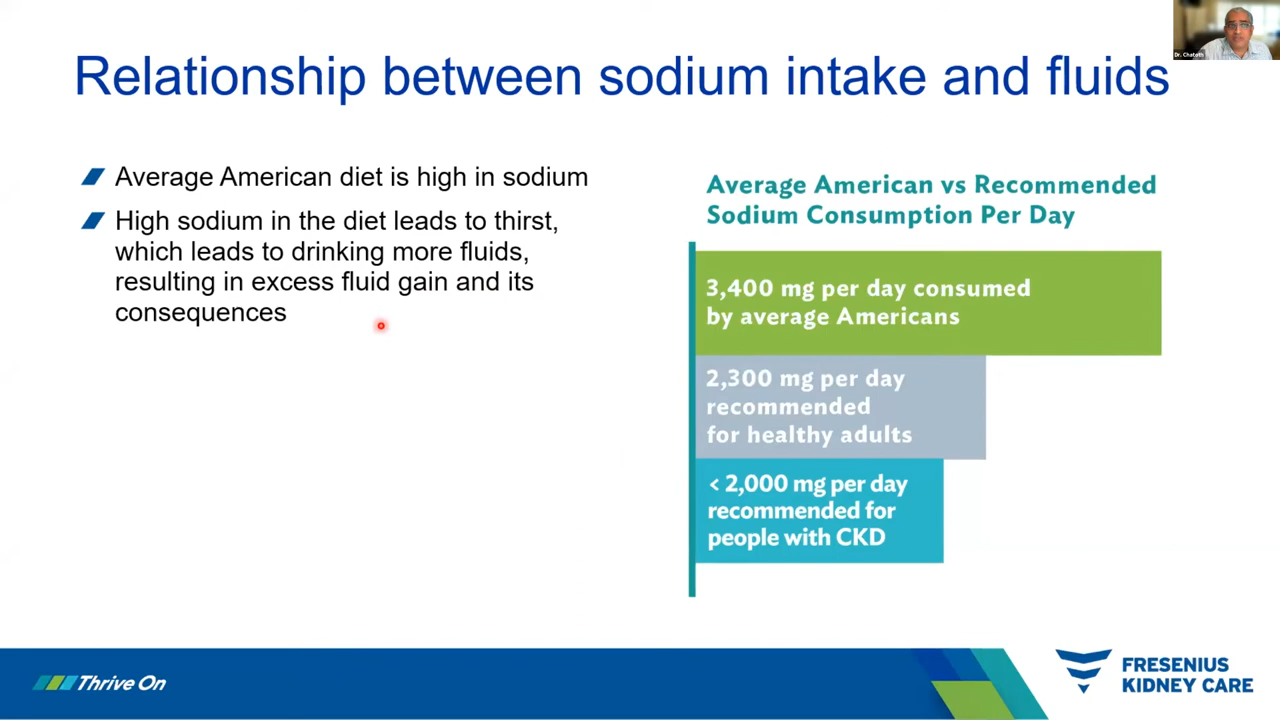 Relationship between sodium intake and fluids
Average American diet is high in sodium
High sodium in the diet leads to thirst,
which leads to drinking more fluids,
resulting in excess fluid gain and its
consequences
Average American vs Recommended
Sodium Consumption Per Day
3,400 mg per day consumed
by average Americans
2,300 mg per day
recommended
for healthy adults
< 2,000 mg per day
recommended for
people with CKD
Thrive On
FRESENIUS
KIDNEY CARE